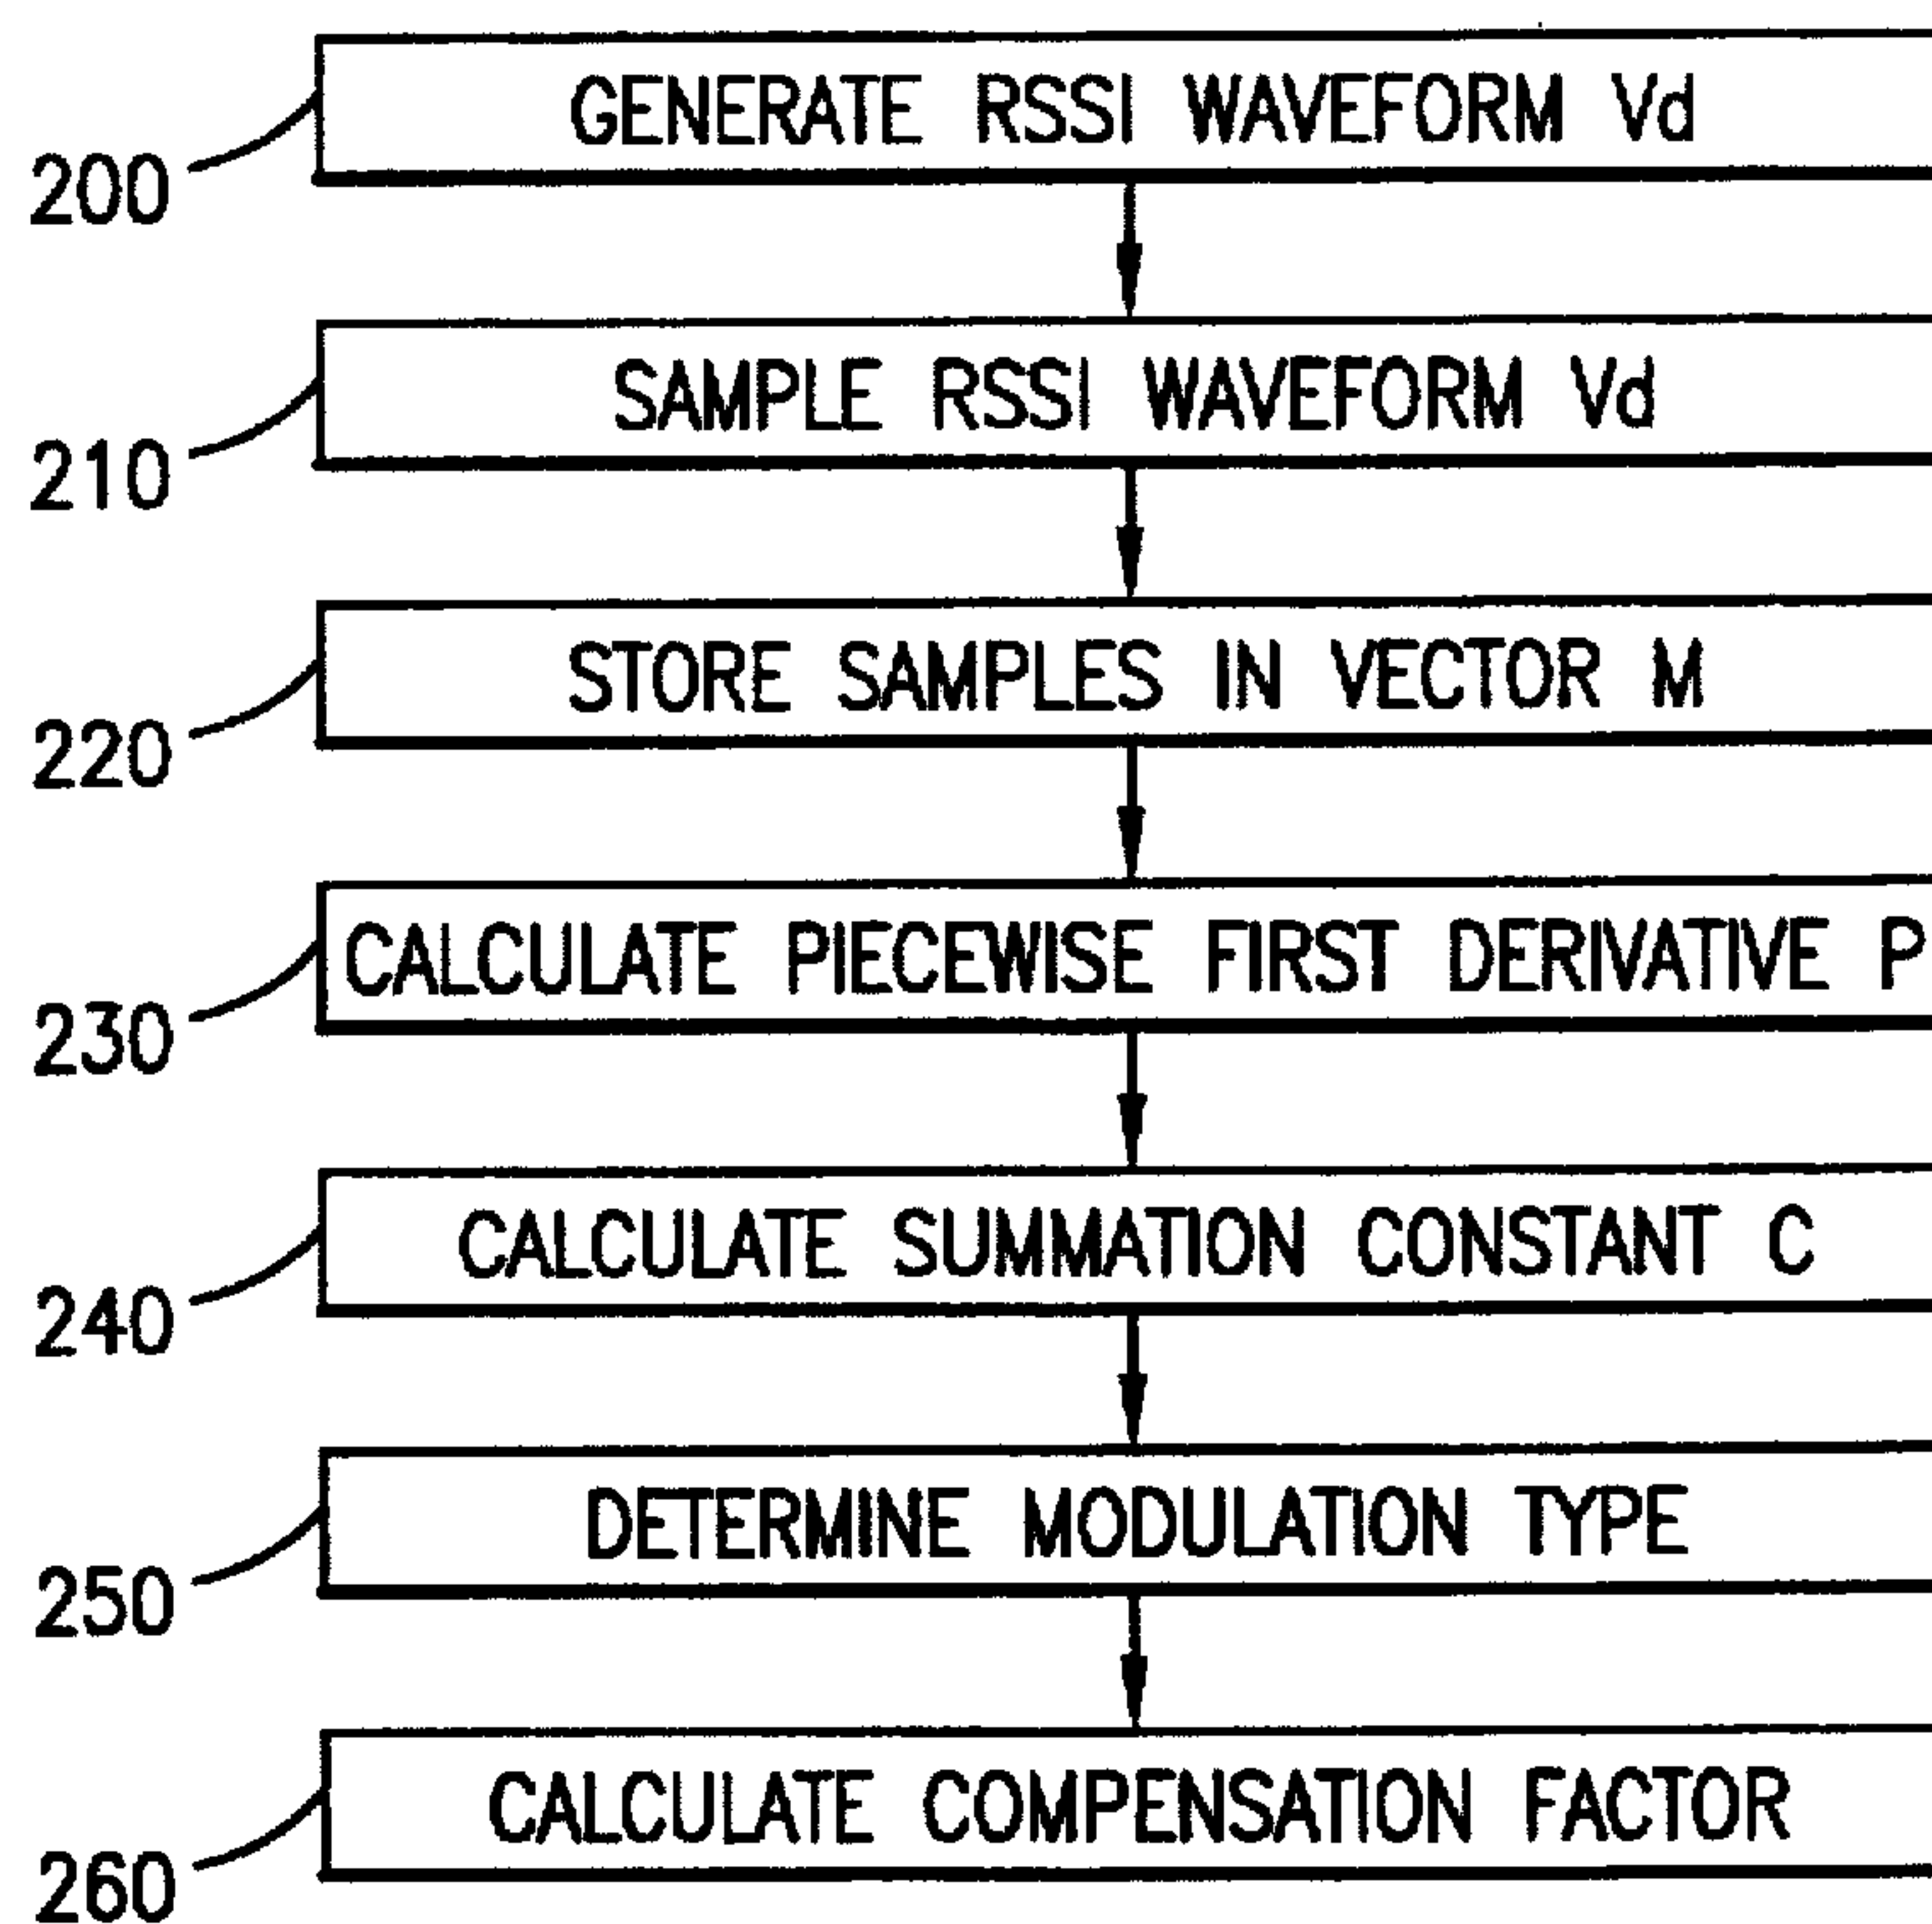 GENERATE RSSI WAVEFORM Vd
200
SAMPLE RSSI WAVEFORM Vd
210
STORE SAMPLES IN VECTOR M
220
CALCULATE PIECEWISE FIRST DERIVATIVE P
230
CALCULATE SUMMATION CONSTANT C
240
DETERMINE MODULATION TYPE
250
CALCULATE COMPENSATION FACTOR
260